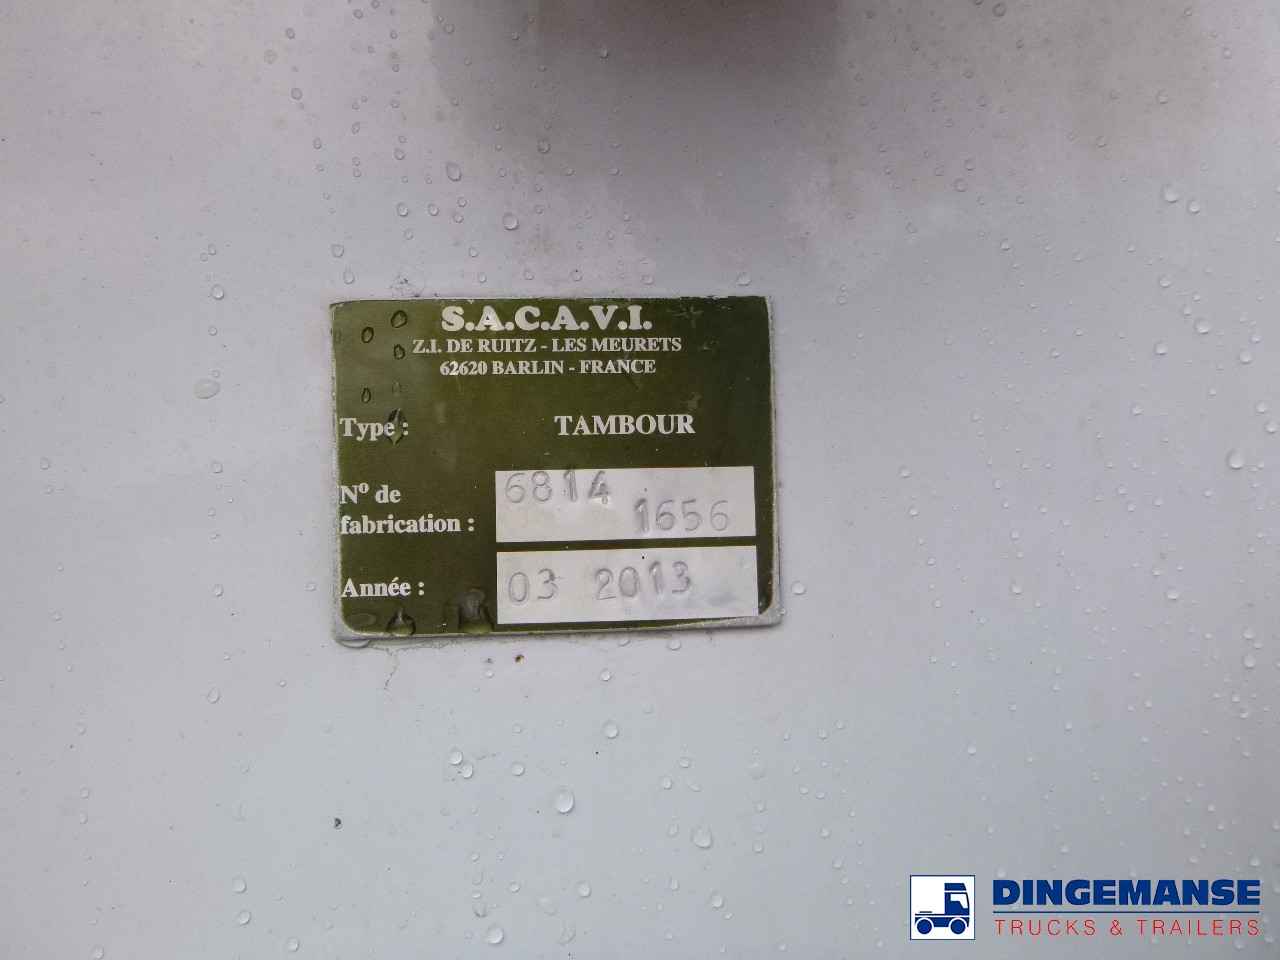 S.A.C.A.V.I.
Z.I. DE RUITZ - LES MEURETS
62620 BARLIN - FRANCE
Type : TAMBOUR
Nº de fabrication : 6814 1656
Année : 03 2013
DINGEMANSE
TRUCKS & TRAILERS